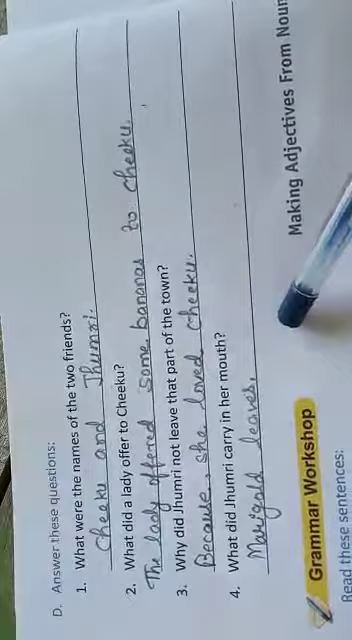 D. Answer these questions:
1. What were the names of the two friends?
Cheeku and Jhumri.
2. What did a lady offer to Cheeku?
The lady offered some bananas to cheeku.
3. Why did Jhumri not leave that part of the town?
Because, she loved cheeku.
4. What did Jhumri carry in her mouth?
Marigold leaves.
Grammar Workshop
Making Adjectives From
Read these sentences: